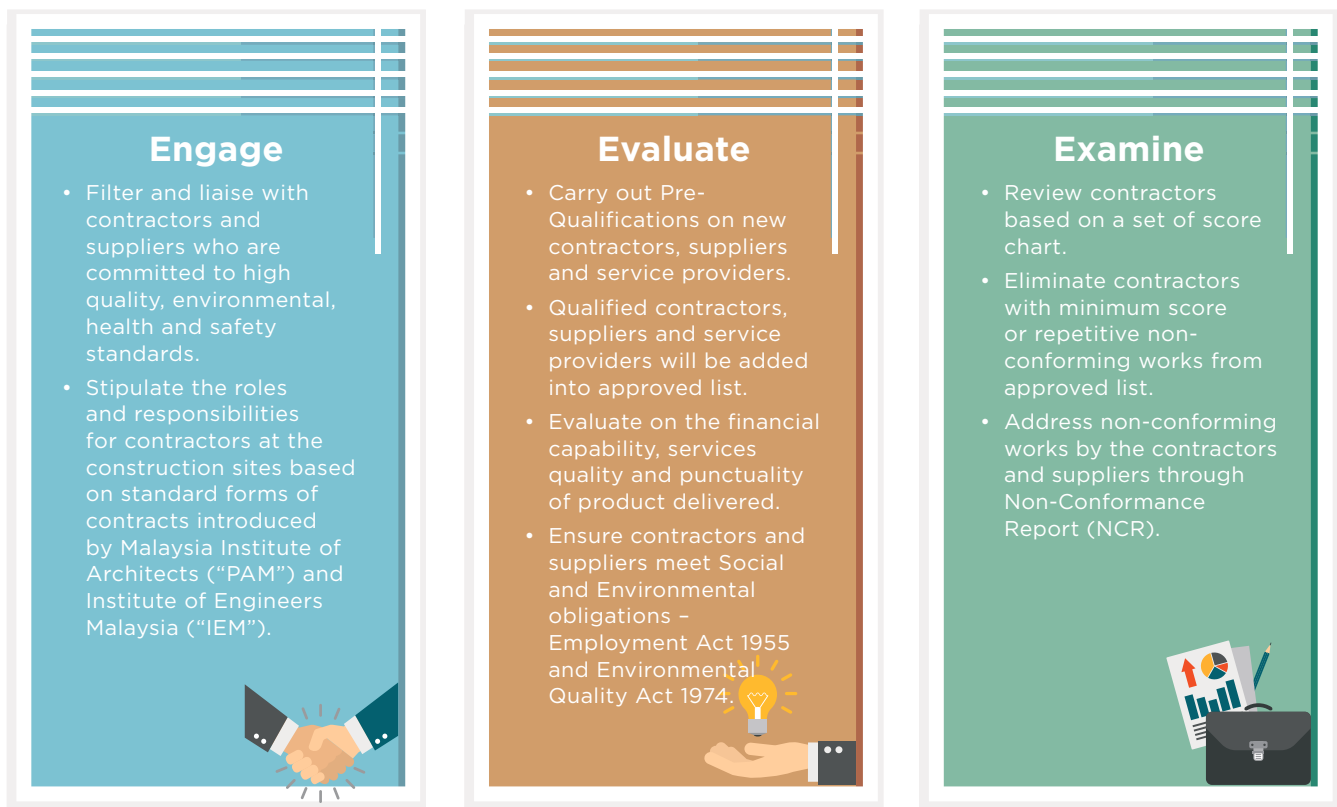 Engage
• Filter and liaise with
contractors and
suppliers who are
committed to high
quality, environmental,
health and safety
standards.
• Stipulate the roles
and responsibilities
for contractors at the
construction sites based
on standard forms of
contracts introduced
by Malaysia Institute of
Architects (“PAM”) and
Institute of Engineers
Malaysia (“IEM”).
Evaluate
• Carry out Pre-
Qualifications on new
contractors, suppliers
and service providers.
• Qualified contractors,
suppliers and service
providers will be added
into approved list.
• Evaluate on the financial
capability, services
quality and punctuality
of product delivered.
• Ensure contractors and
suppliers meet Social
and Environmental
obligations –
Employment Act 1955
and Environmental
Quality Act 1974.
Examine
• Review contractors
based on a set of score
chart.
• Eliminate contractors
with minimum score
or repetitive non-
conforming works from
approved list.
• Address non-conforming
works by the contractors
and suppliers through
Non-Conformance
Report (NCR).